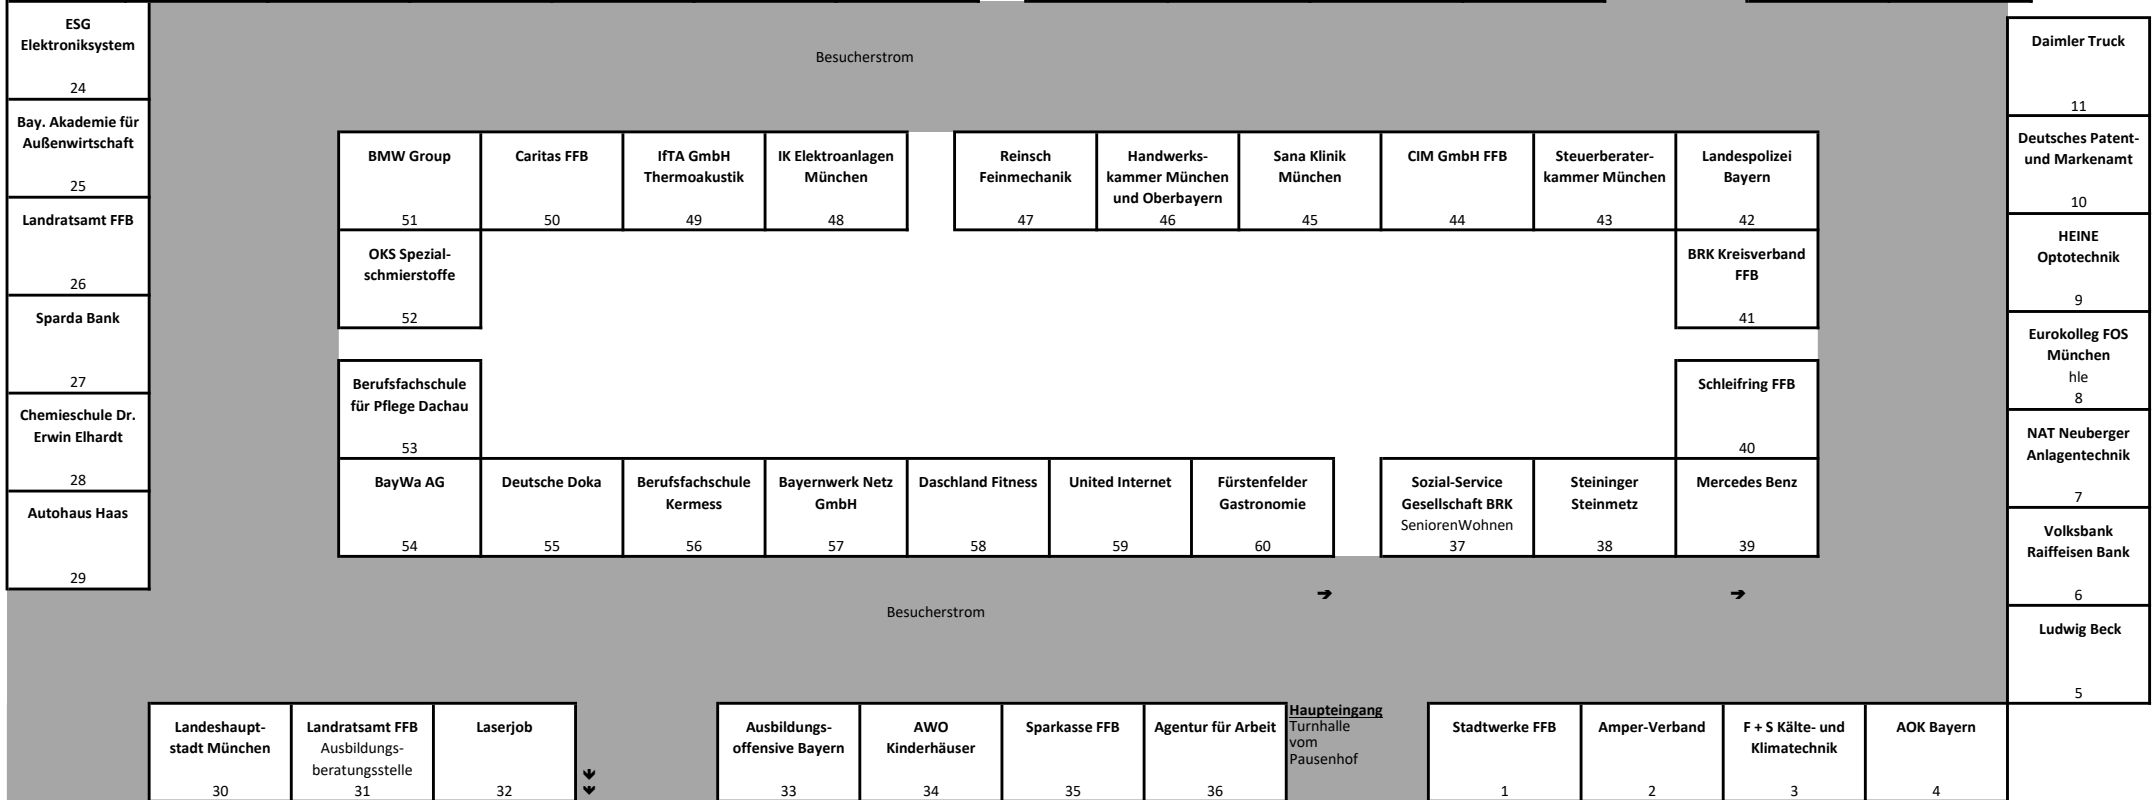 ESG
Elektroniksystem
24
Bay. Akademie für
Außenwirtschaft
25
Landratsamt FFB
26
Sparda Bank
27
Chemieschule Dr.
Erwin Elhardt
28
Autohaus Haas
29
Besucherstrom
BMW Group
51
Caritas FFB
50
IfTA GmbH
Thermoakustik
49
IK Elektroanlagen
München
48
Reinsch
Feinmechanik
47
Handwerks-
kammer München
und Oberbayern
46
Sana Klinik
München
45
CIM GmbH FFB
44
Steuerberater-
kammer München
43
Landespolizei
Bayern
42
OKS Spezial-
schmierstoffe
52
BRK Kreisverband
FFB
41
Berufsfachschule
für Pflege Dachau
53
Schleifring FFB
40
BayWa AG
54
Deutsche Doka
55
Berufsfachschule
Kermess
56
Bayernwerk Netz
GmbH
57
Daschland Fitness
58
United Internet
59
Fürstenfelder
Gastronomie
60
Sozial-Service
Gesellschaft BRK
SeniorenWohnen
37
Steininger
Steinmetz
38
Mercedes Benz
39
Daimler Truck
11
Deutsches Patent-
und Markenamt
10
HEINE
Optotechnik
9
Eurokolleg FOS
München
hle
8
NAT Neuberger
Anlagentechnik
7
Volksbank
Raiffeisen Bank
6
Ludwig Beck
5
➔
➔
Besucherstrom
Landeshaupt-
stadt München
30
Landratsamt FFB
Ausbildungs-
beratungsstelle
31
Laserjob
32
Ausbildungs-
offensive Bayern
33
AWO
Kinderhäuser
34
Sparkasse FFB
35
Agentur für Arbeit
36
Haupteingang
Turnhalle
vom
Pausenhof
Stadtwerke FFB
1
Amper-Verband
2
F + S Kälte- und
Klimatechnik
3
AOK Bayern
4